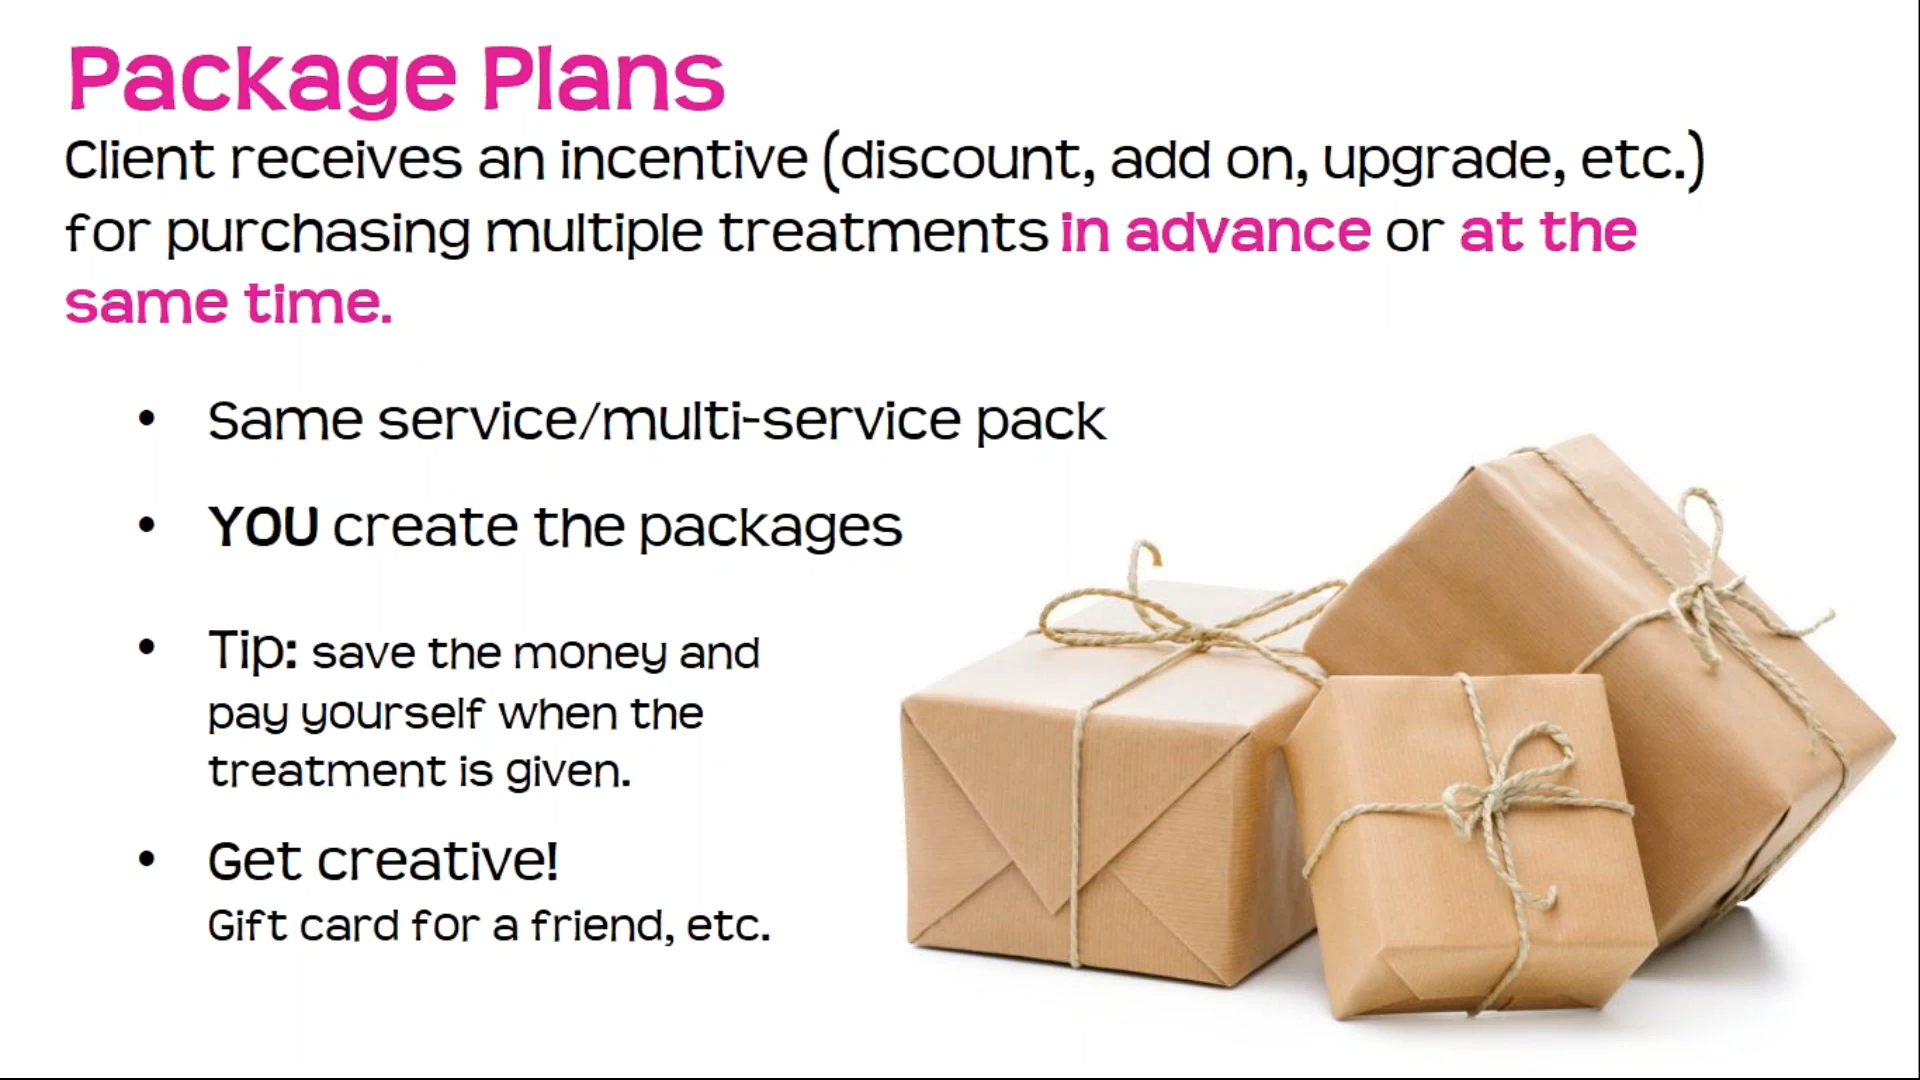 Package Plans
Client receives an incentive (discount, add on, upgrade, etc.)
for purchasing multiple treatments in advance or at the
same time.
• Same service/multi-service pack
• YOU create the packages
• Tip: save the money and
pay yourself when the
treatment is given.
• Get creative!
Gift card for a friend, etc.